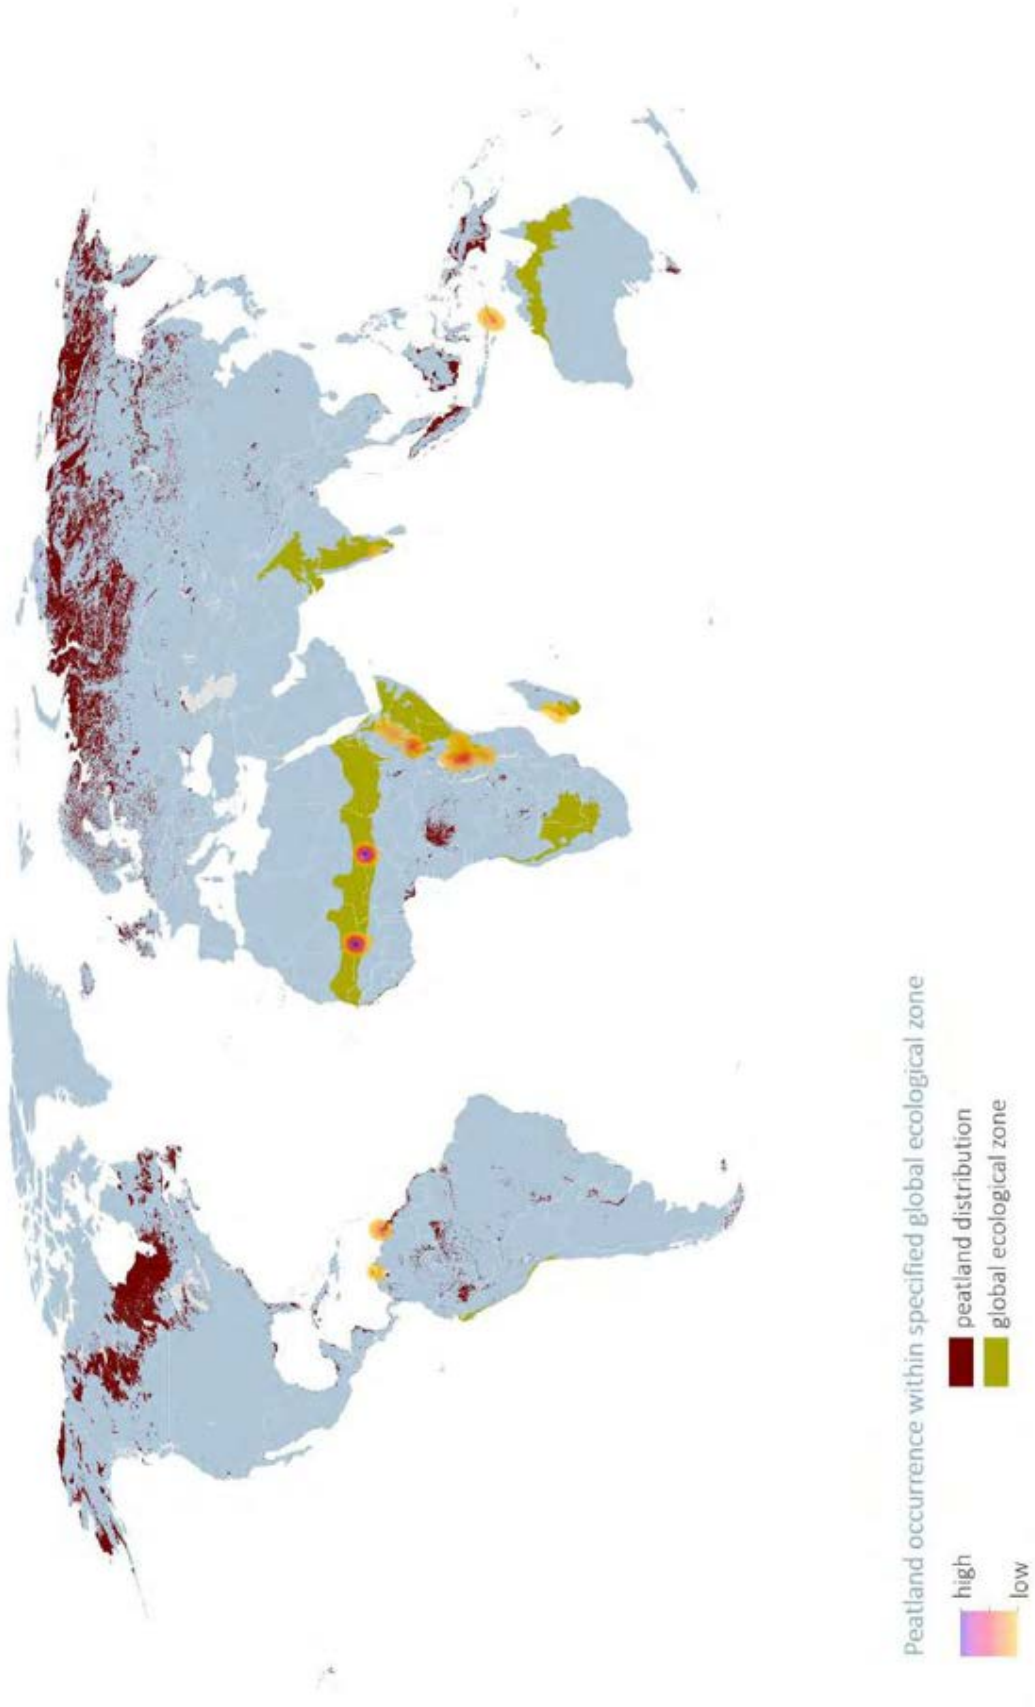 Peatland occurrence within specified global ecological zone
high
low
peatland distribution
global ecological zone